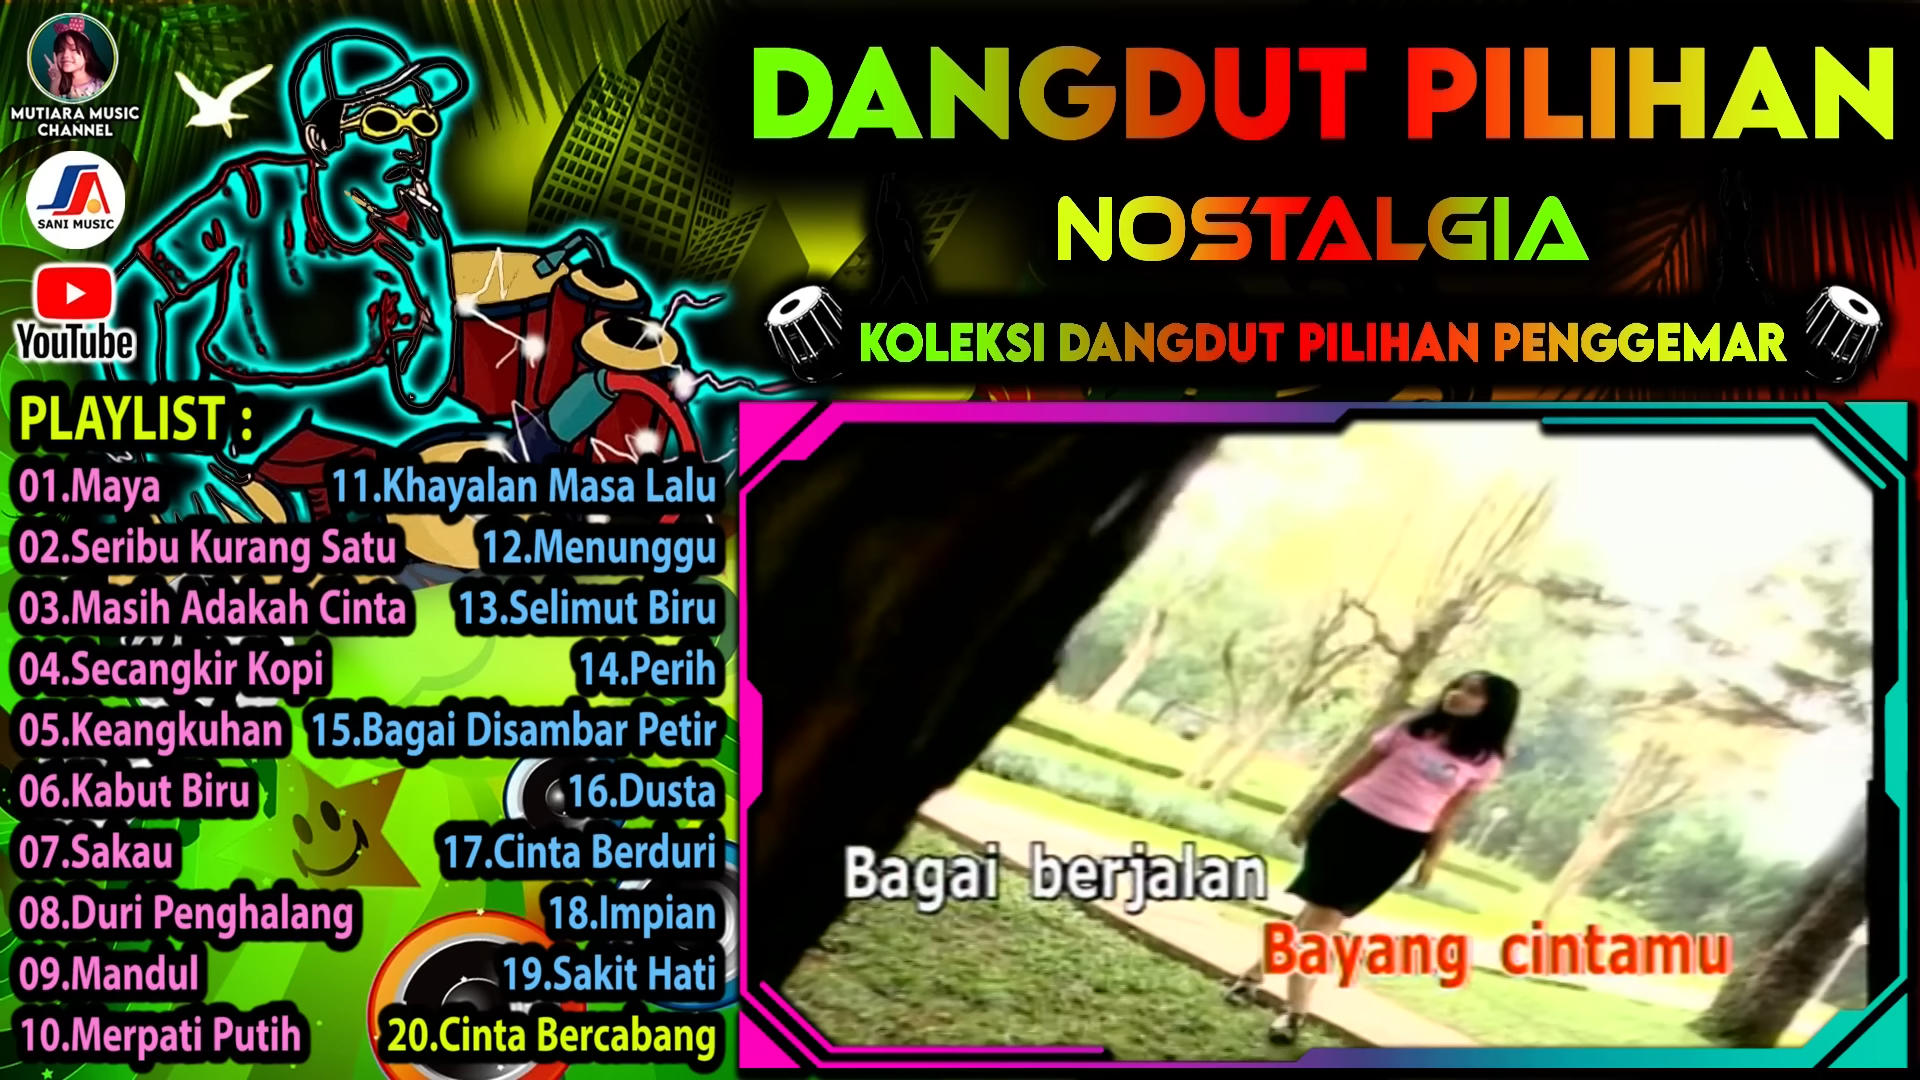 MUTIARA MUSIC
CHANNEL
SANI MUSIC
YouTube
DANGDUT PILIHAN
NOSTALGIA
KOLEKSI DANGDUT PILIHAN PENGGEMAR
PLAYLIST :
01.Maya
02.Seribu Kurang Satu
03.Masih Adakah Cinta
04.Secangkir Kopi
05.Keangkuhan
06.Kabut Biru
07.Sakau
08.Duri Penghalang
09.Mandul
10.Merpati Putih
11.Khayalan Masa Lalu
12.Menunggu
13.Selimut Biru
14.Perih
15.Bagai Disambar Petir
16.Dusta
17.Cinta Berduri
18.Impian
19.Sakit Hati
20.Cinta Bercabang
Bagai berjalan
Bayang cintamu